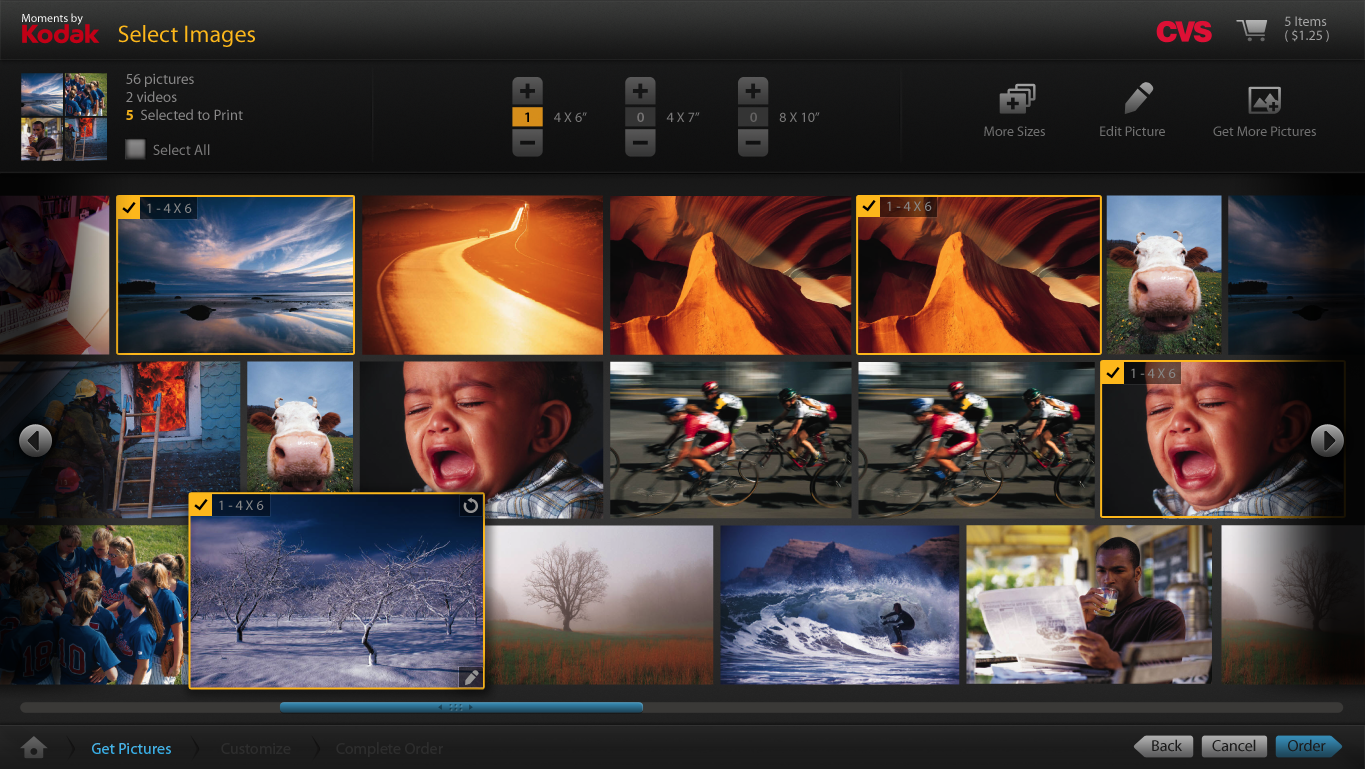 Moments by
Kodak
Select Images
CVS
5 Items
( $1.25 )
56 pictures
2 videos
5 Selected to Print
Select All
1 4 X 6”
0 4 X 7”
0 8 X 10”
More Sizes
Edit Picture
Get More Pictures
1 - 4 X 6
1 - 4 X 6
1 - 4 X 6
1 - 4 X 6
18 10
Get Pictures
Customize
Complete Order
Back
Cancel
Order